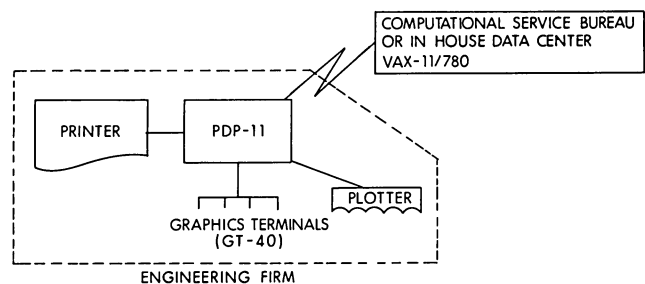 COMPUTATIONAL SERVICE BUREAU
OR IN HOUSE DATA CENTER
VAX-11/780
PRINTER
PDP-11
PLOTTER
GRAPHICS TERMINALS
(GT-40)
ENGINEERING FIRM